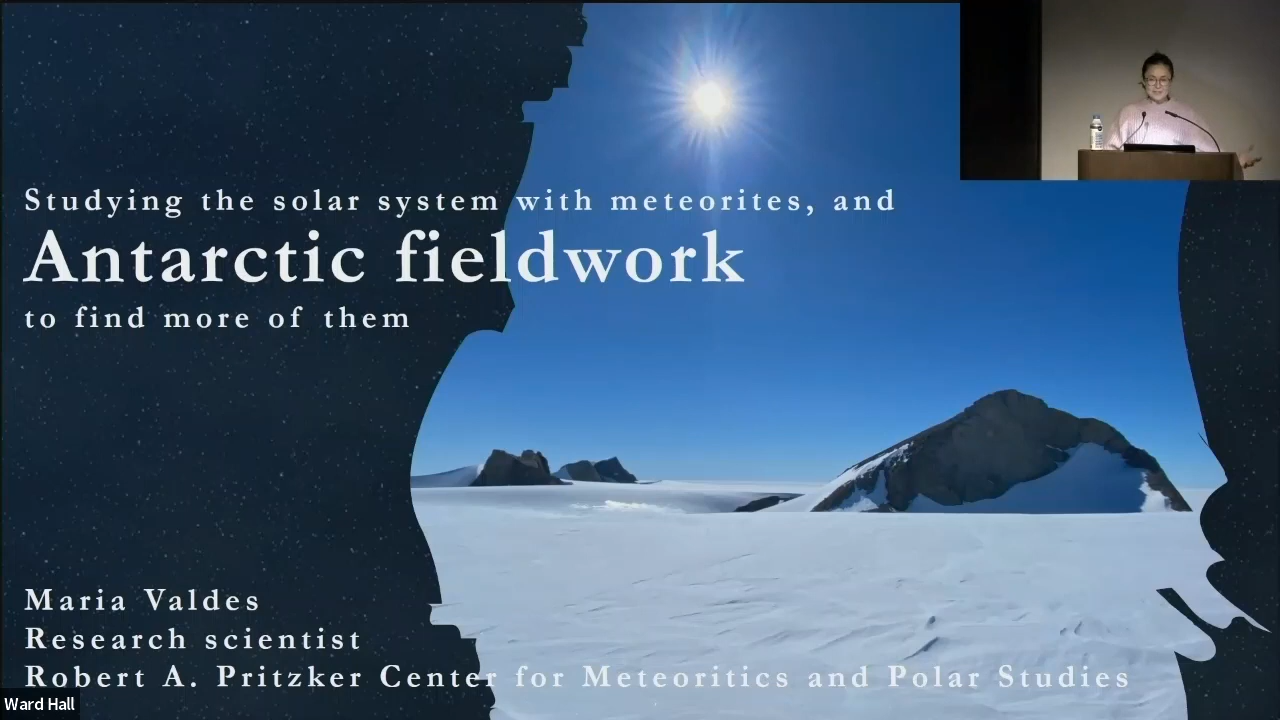 Studying the solar system with meteorites, and
Antarctic fieldwork
to find more of them
Maria Valdes
Research scientist
Robert A. Pritzker Center for Meteoritics and Polar Studies
Ward Hall